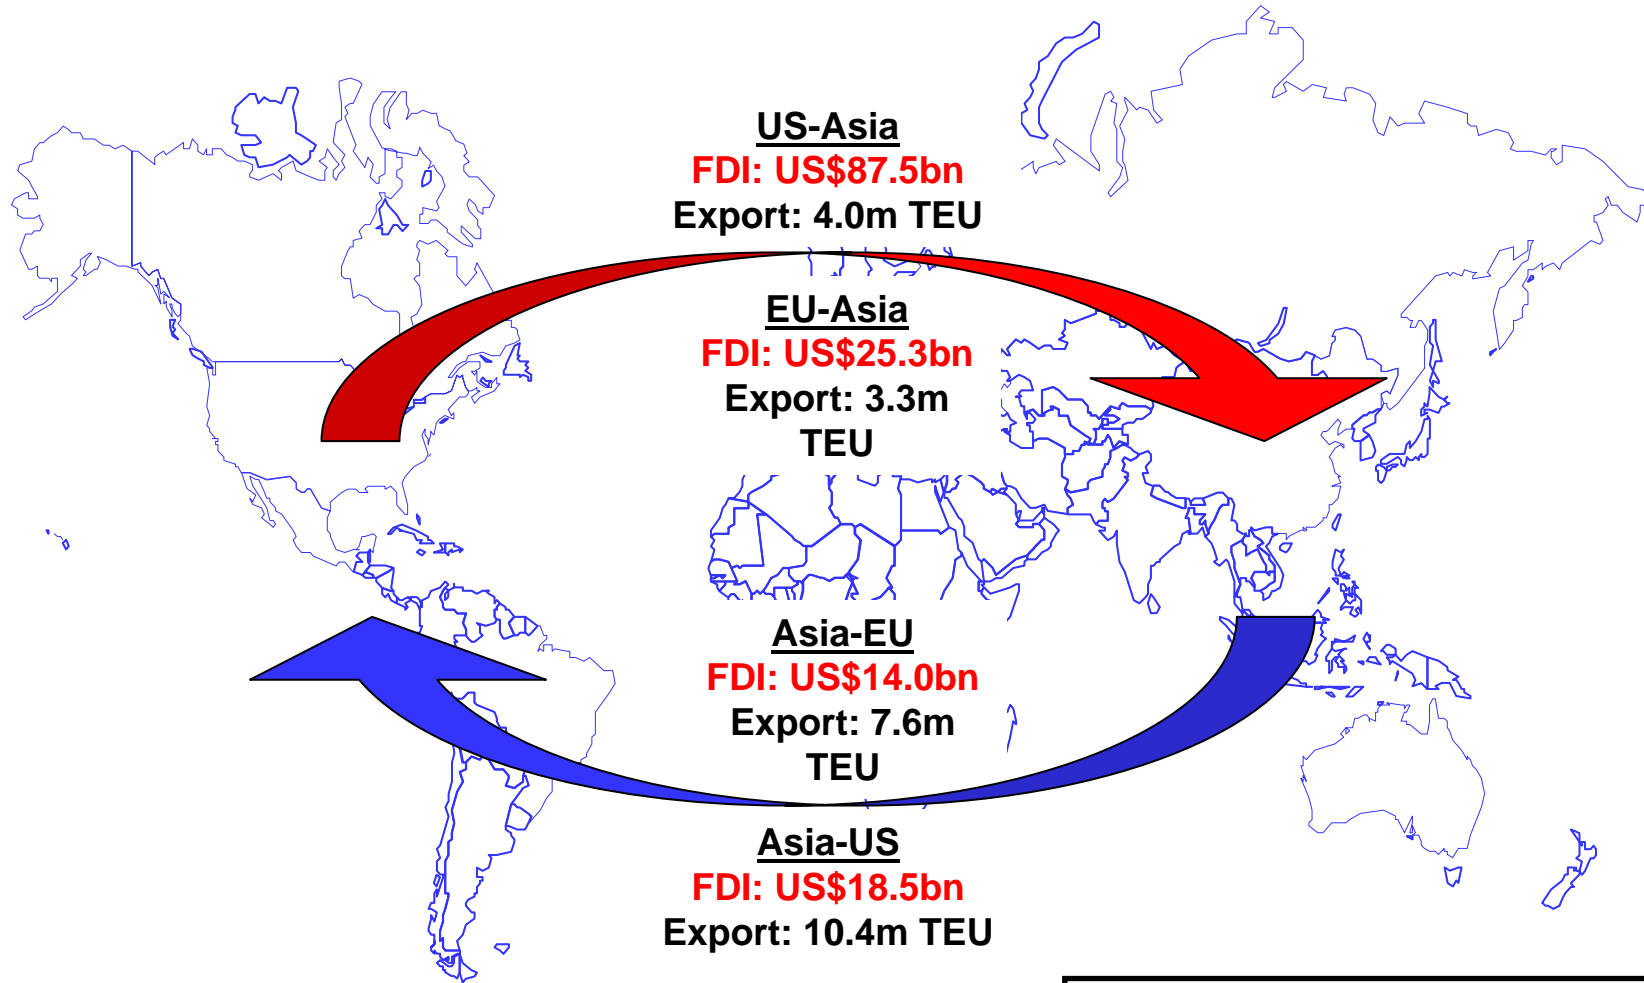 US-Asia
FDI: US$87.5bn
Export: 4.0m TEU
EU-Asia
FDI: US$25.3bn
Export: 3.3m
TEU
Asia-EU
FDI: US$14.0bn
Export: 7.6m
TEU
Asia-US
FDI: US$18.5bn
Export: 10.4m TEU